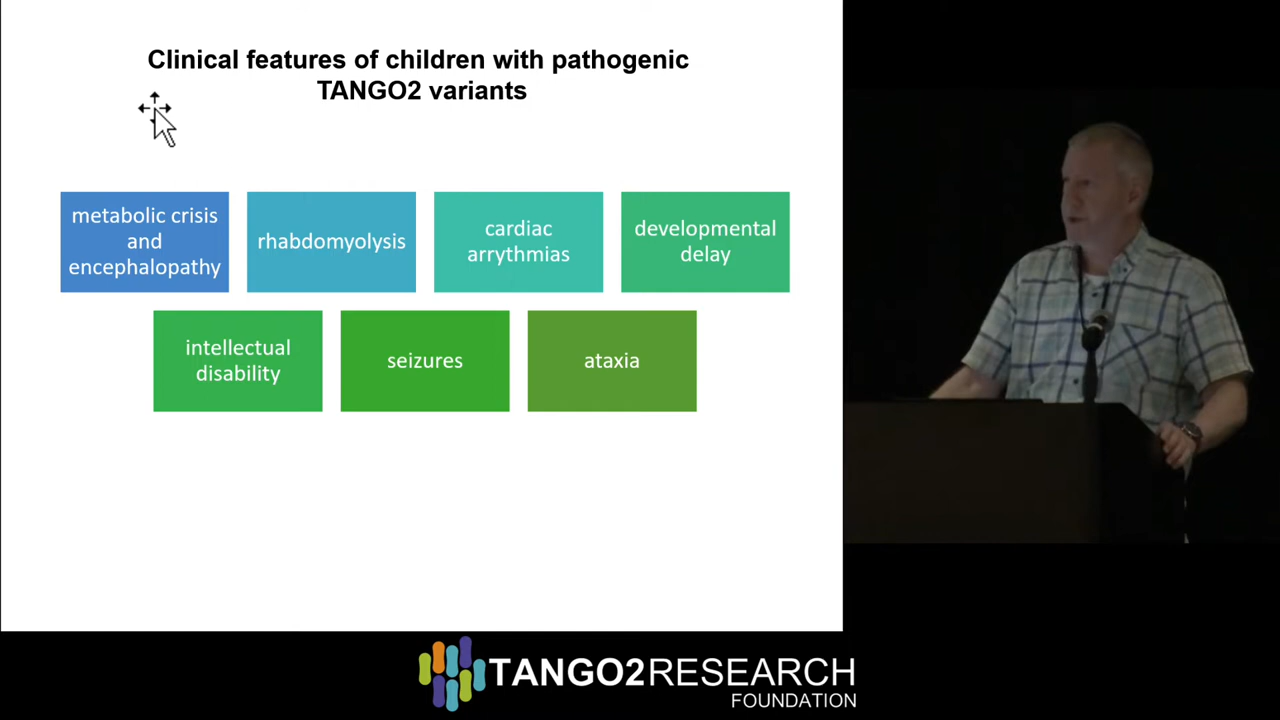 Clinical features of children with pathogenic
TANGO2 variants
metabolic crisis
and
encephalopathy
rhabdomyolysis
cardiac
arrythmias
developmental
delay
intellectual
disability
seizures
ataxia
TANGO2RESEARCH
FOUNDATION